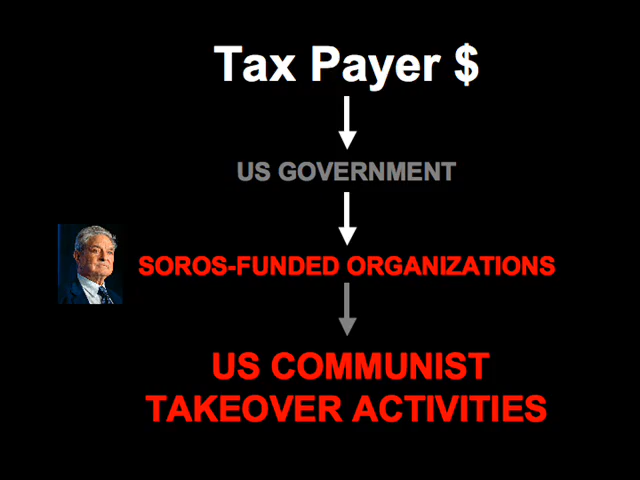 Tax Payer $
US GOVERNMENT
SOROS-FUNDED ORGANIZATIONS
US COMMUNIST
TAKEOVER ACTIVITIES